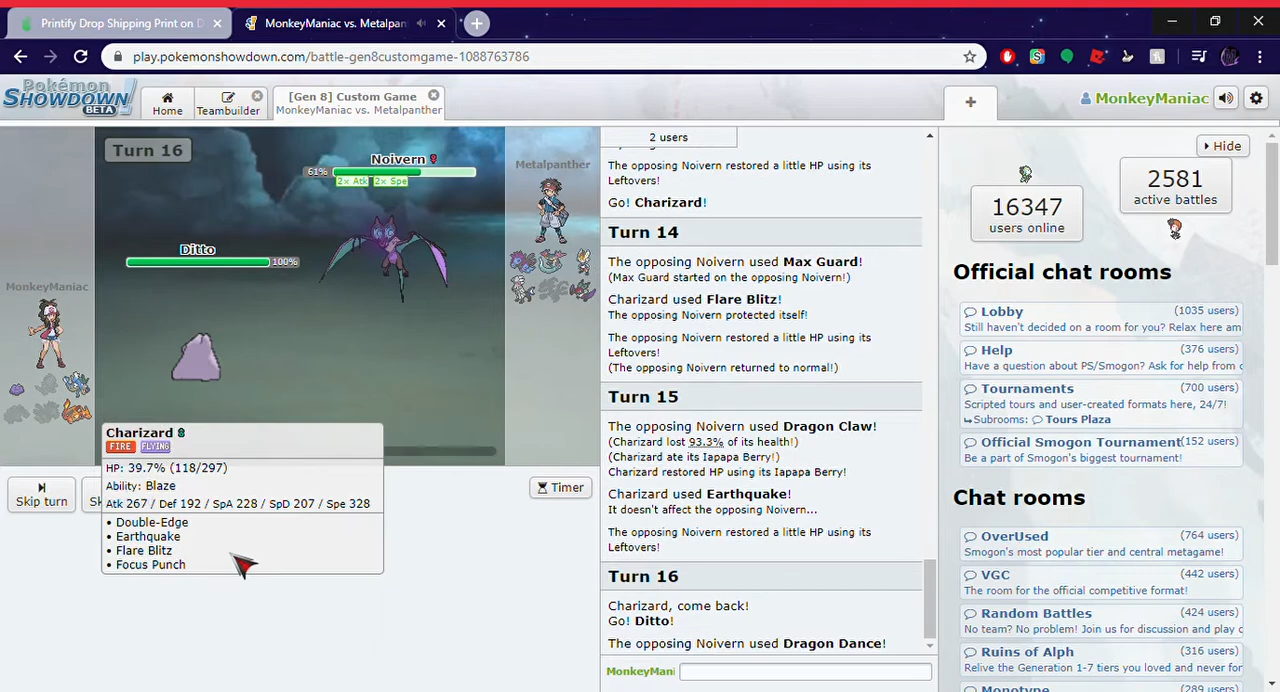 Printify Drop Shipping Print on D
MonkeyManiac vs. Metalpan
play.pokemonshowdown.com/battle-gen8customgame-1088763786
Pokémon
SHOWDOWN!
BETA
Home
Teambuilder
[Gen 8] Custom Game
MonkeyManiac vs. Metalpanther
MonkeyManiac
Turn 16
Noivern
61%
2× Atk 2× Spe
Ditto
100%
Metalpanther
MonkeyManiac
Charizard
FIRE FLYING
HP: 39.7% (118/297)
Ability: Blaze
Atk 267 / Def 192 / SpA 228 / SpD 207 / Spe 328
• Double-Edge
• Earthquake
• Flare Blitz
• Focus Punch
Skip turn
Sk
Timer
2 users
The opposing Noivern restored a little HP using its
Leftovers!
Go! Charizard!
Turn 14
The opposing Noivern used Max Guard!
(Max Guard started on the opposing Noivern!)
Charizard used Flare Blitz!
The opposing Noivern protected itself!
The opposing Noivern restored a little HP using its
Leftovers!
(The opposing Noivern returned to normal!)
Turn 15
The opposing Noivern used Dragon Claw!
(Charizard lost 93.3% of its health!)
(Charizard ate its Iapapa Berry!)
Charizard restored HP using its Iapapa Berry!
Charizard used Earthquake!
It doesn't affect the opposing Noivern...
The opposing Noivern restored a little HP using its
Leftovers!
Turn 16
Charizard, come back!
Go! Ditto!
The opposing Noivern used Dragon Dance!
MonkeyMani
Hide
16347
users online
2581
active battles
Official chat rooms
Lobby (1035 users)
Still haven't decided on a room for you? Relax here am
Help (376 users)
Have a question about PS/Smogon? Ask for help from c
Tournaments (700 users)
Scripted tours and user-created formats here, 24/7!
Subrooms: Tours Plaza
Official Smogon Tournament (152 users)
Be a part of Smogon's biggest tournament!
Chat rooms
OverUsed (764 users)
Smogon's most popular tier and central metagame!
VGC (442 users)
The room for the official competitive format!
Random Battles (424 users)
No team? No problem! Join us for discussion and play c
Ruins of Alph (316 users)
Relive the Generation 1-7 tiers you loved and never for
Monotype (289 users)